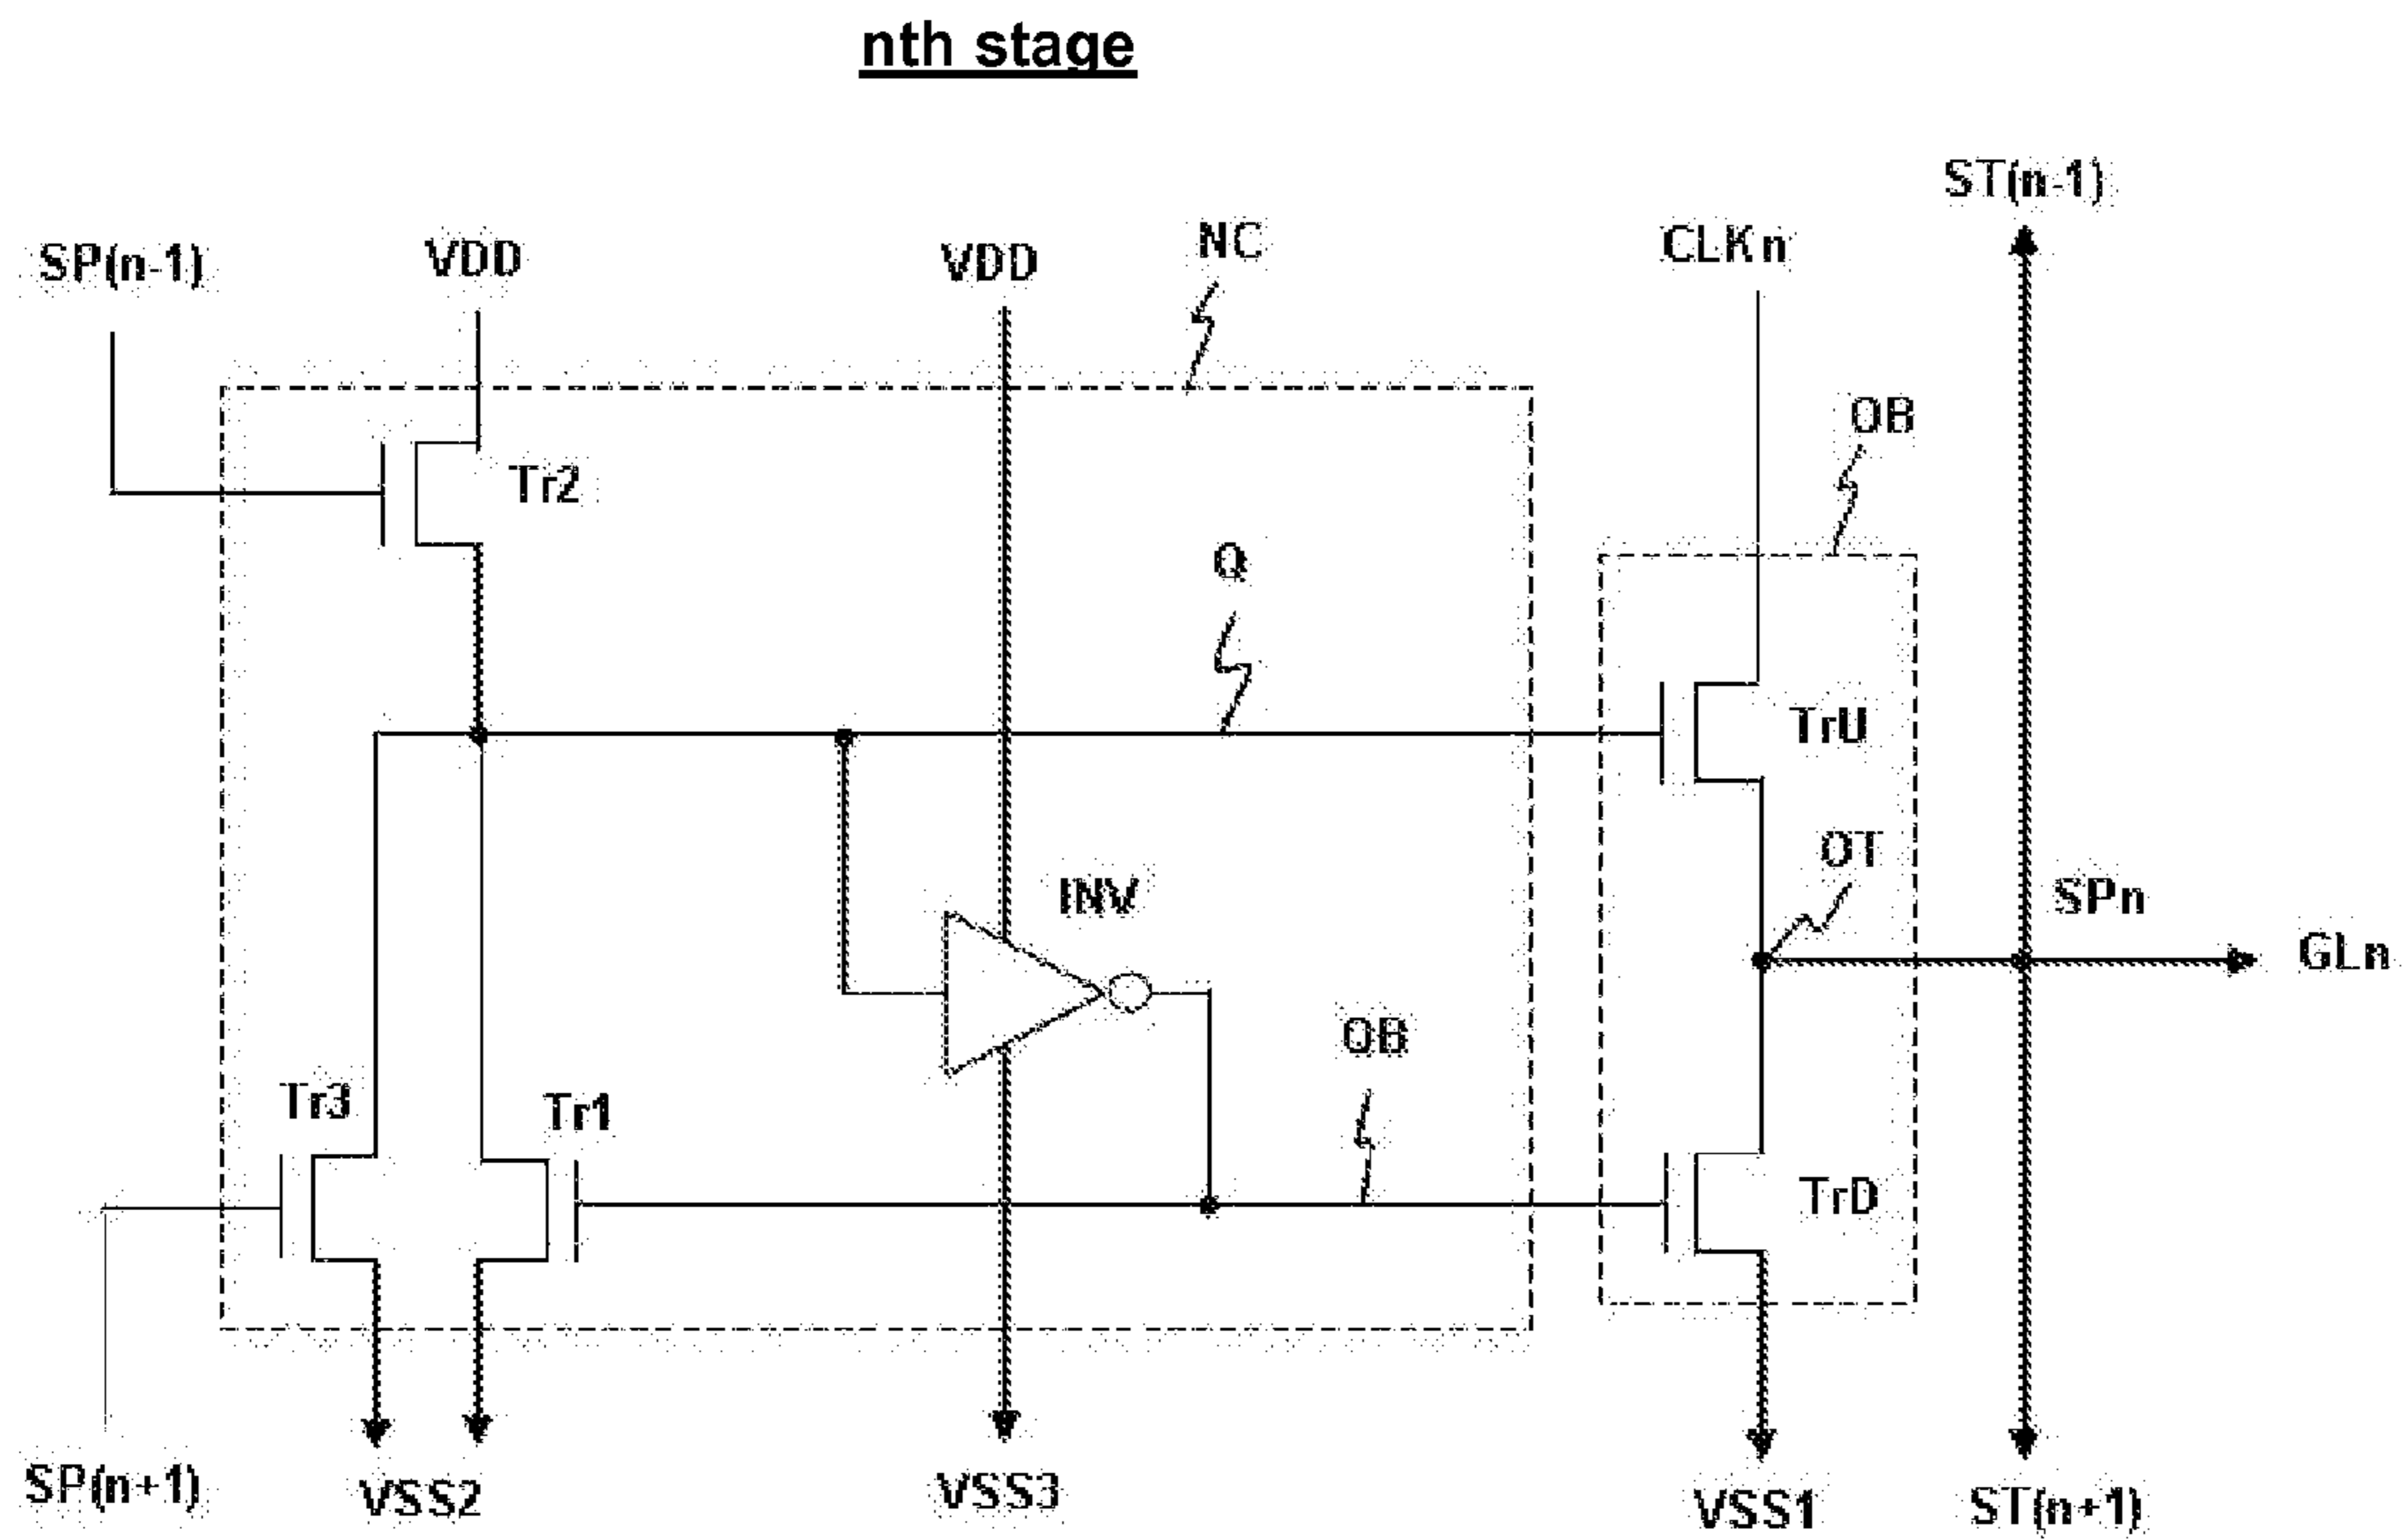 nth stage
ST(n-1)
SP(n-1)
VDD
VDD
NC
CLKn
OB
Tr2
Q
TrU
OT
INV
SPn
GLn
OB
Tr3
Tr1
TrD
SP(n+1)
VSS2
VSS3
VSS1
ST(n+1)